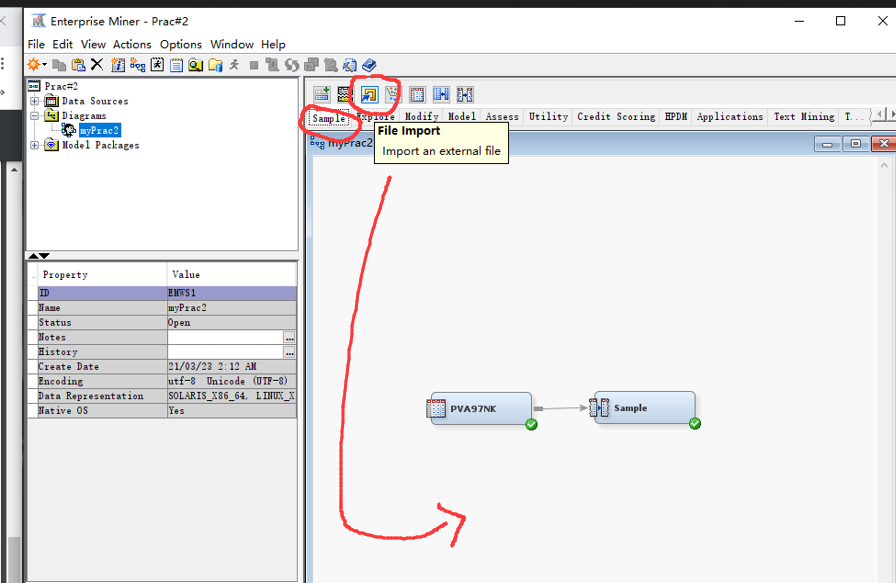 Enterprise Miner - Prac#2
File Edit View Actions Options Window Help
Prac#2
Data Sources
Diagrams
myPrac2
Model Packages
Sample Explore Modify Model Assess Utility Credit Scoring HPDM Applications Text Mining T...
File Import
Import an external file
myPrac2
. Property Value
ID EMWS1
Name myPrac2
Status Open
Notes ...
History ...
Create Date 21/03/23 2:12 AM
Encoding utf-8 Unicode (UTF-8)
Data Representation SOLARIS_X86_64, LINUX_X
Native OS Yes
PVA97NK
Sample